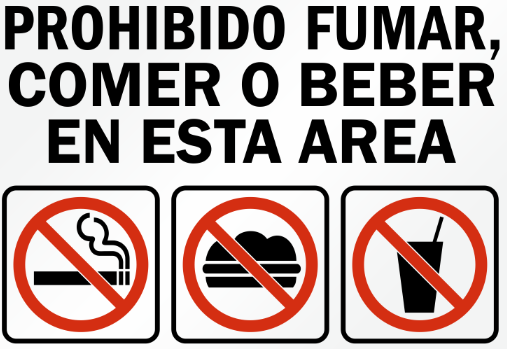 PROHIBIDO FUMAR,
COMER O BEBER
EN ESTA AREA